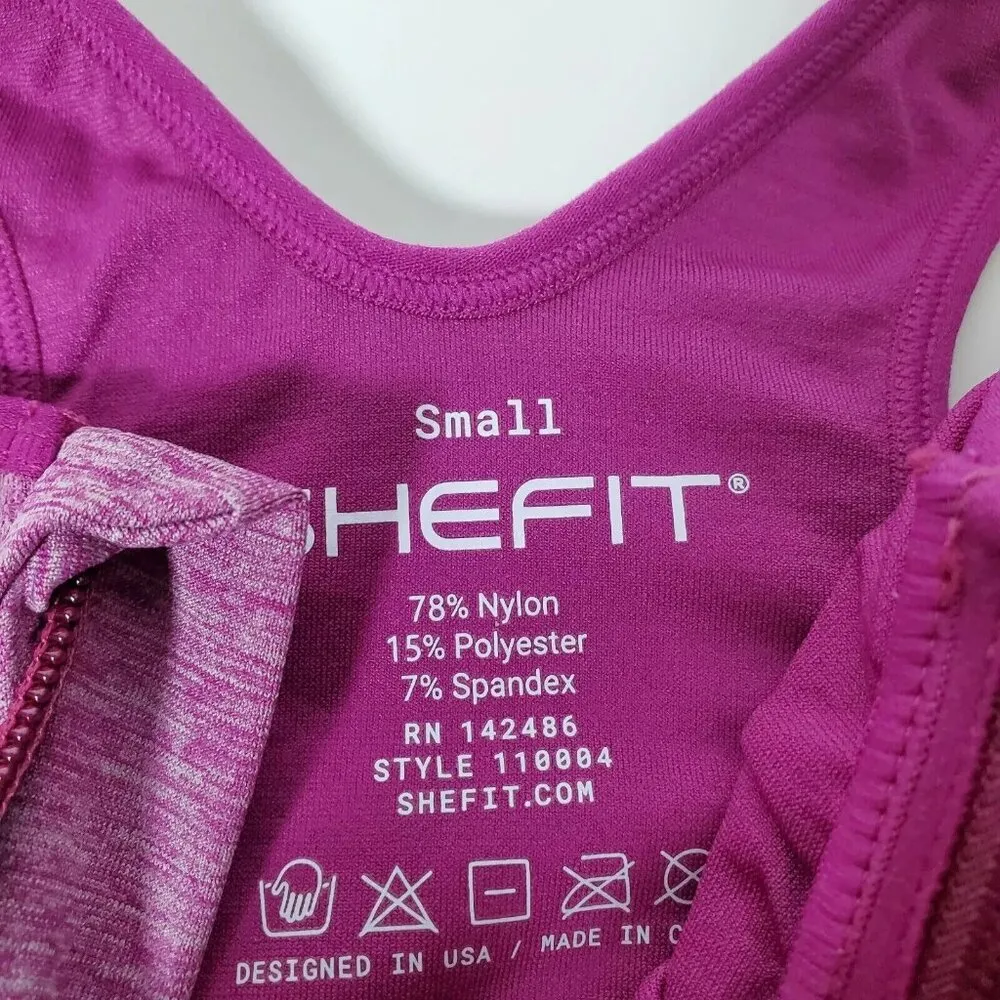 Small
SHEFIT®
78% Nylon
15% Polyester
7% Spandex
RN 142486
STYLE 110004
SHEFIT.COM
DESIGNED IN USA / MADE IN